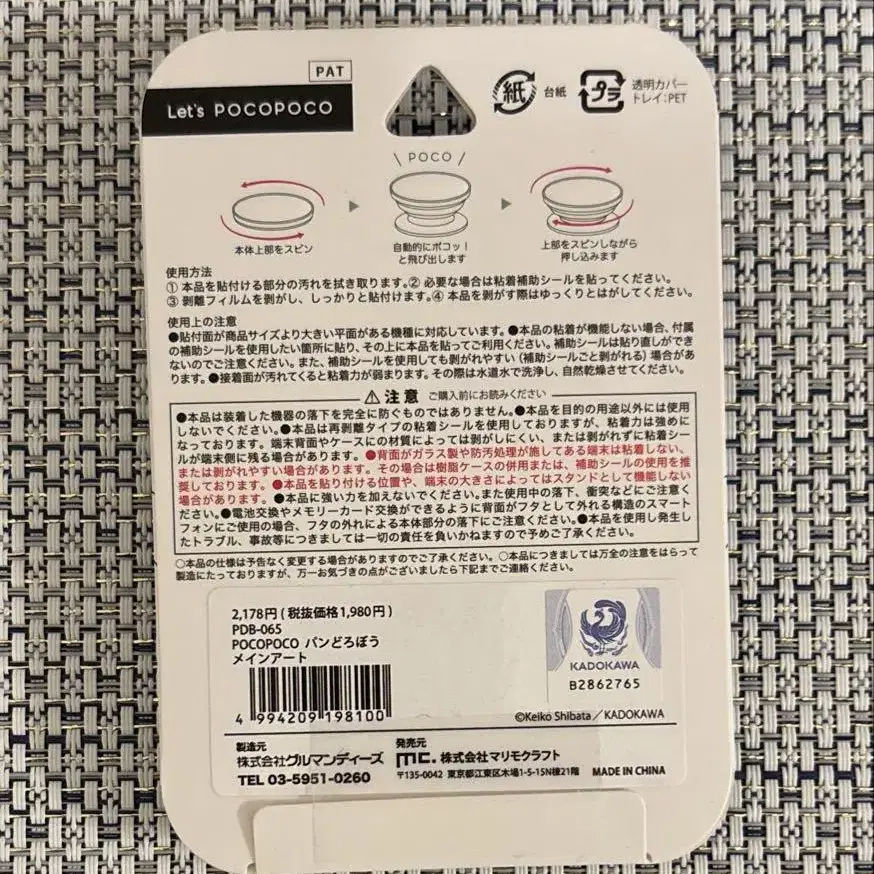 PAT
Let's POCOPOCO
紙 台紙
プラ 透明カバー
トレイ:PET
\ POCO /
本体上部をスピン
自動的にポコッ!
と飛び出します
上部をスピンしながら
押し込みます
使用方法
① 本品を貼付ける部分の汚れを拭き取ります。② 必要な場合は粘着補助シールを貼ってください。
③ 剥離フィルムを剥がし、しっかりと貼付けます。④ 本品を剥がす際はゆっくりとはがしてください。
使用上の注意
●貼付面が商品サイズより大きい平面がある機種に対応しています。●本品の粘着が機能しない場合、付属
の補助シールを使用したい箇所に貼り、その上に本品を貼ってご利用ください。補助シールは貼り直しができ
ないのでご注意ください。また、補助シールを使用しても剥がれやすい（補助シールごと剥がれる）場合があ
ります。●接着面が汚れてくると粘着力が弱まります。その際は水道水で洗浄し、自然乾燥させてください。
⚠ 注意 ご購入前にお読みください
●本品は装着した機器の落下を完全に防ぐものではありません。●本品を目的の用途以外には使用
しないでください。●本品は再剥離タイプの粘着シールを使用しておりますが、粘着力は強めに
なっております。端末背面やケースにの材質によっては剥がしにくい、または剥がれずに粘着シー
ルが端末側に残る場合があります。●背面がガラス製や防汚処理が施してある端末は粘着しない、
または剥がれやすい場合があります。その場合は樹脂ケースの併用または、補助シールの使用を推
奨しております。●本品を貼り付ける位置や、端末の大きさによってはスタンドとして機能しない
場合があります。●本品に強い力を加えないでください。また使用中の落下、衝突などにご注意くだ
さい。●電池交換やメモリーカード交換ができるように背面がフタとして外れる構造のスマート
フォンにご使用の場合、フタの外れによる本体部分の落下にご注意ください。●本品を使用し発生し
たトラブル、事故等につきましては一切の責任を負いかねますので予めご了承ください。
○本品の仕様は予告なく変更する場合がありますのでご了承ください。○本品につきましては万全の注意をはらって
製造にたっておりますが、万一お気づきの点がございましたら下記までご連絡ください。
2,178円(税抜価格1,980円)
PDB-065
POCOPOCO パンどろぼう
メインアート
4 994209 198100
KADOKAWA
B2862765
©Keiko Shibata／KADOKAWA
製造元
株式会社グルマンディーズ
TEL 03-5951-0260
発売元
mc. 株式会社マリモクラフト
〒135-0042 東京都江東区木場1-5-15N棟21階 MADE IN CHINA